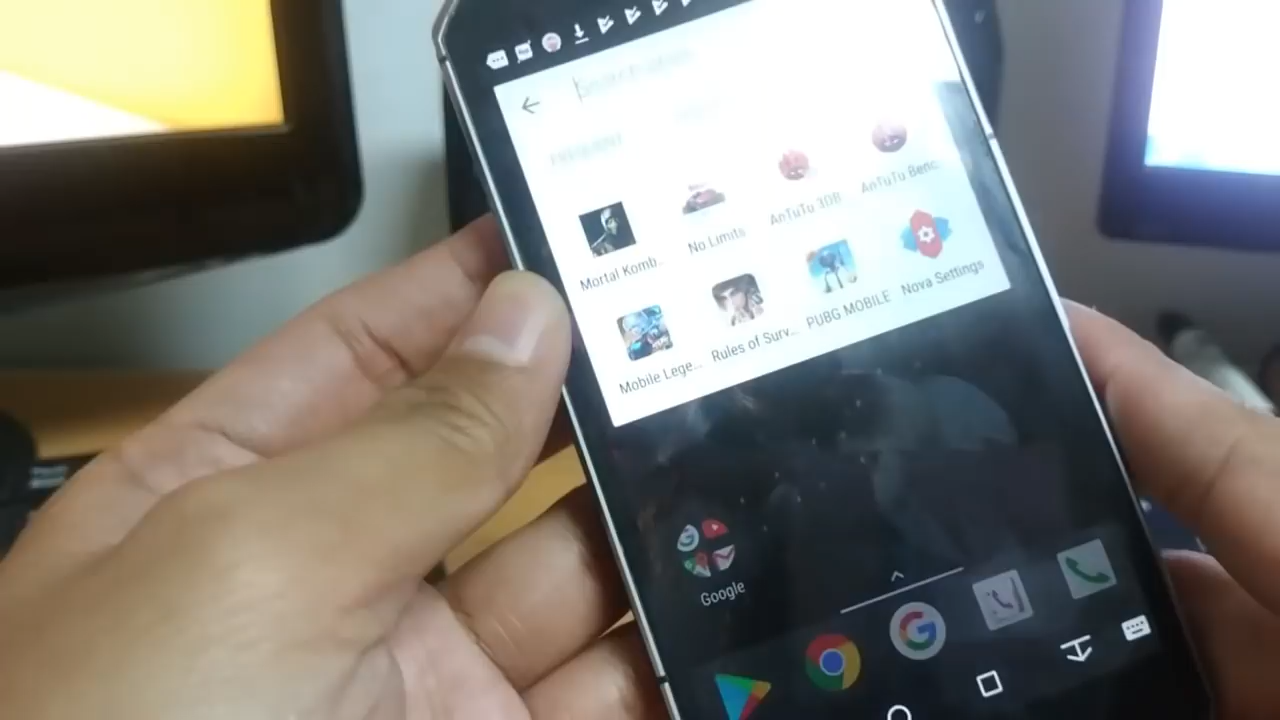 Mortal Komb...
No Limits
AnTuTu 3DB
AnTuTu Benc...
Mobile Lege...
Rules of Surv...
PUBG MOBILE
Nova Settings
Google